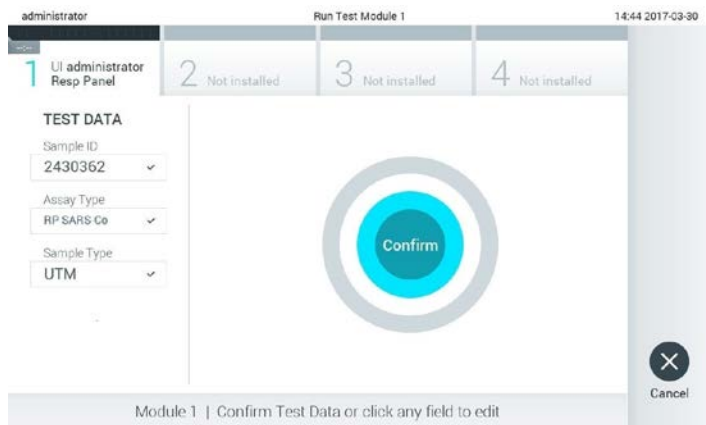 administrator
Run Test Module 1
14:44 2017-03-30
1 UI administrator
Resp Panel
2 Not installed
3 Not installed
4 Not installed
TEST DATA
Sample ID
2430362
Assay Type
RP SARS Co
Sample Type
UTM
Confirm
Cancel
Module 1 | Confirm Test Data or click any field to edit